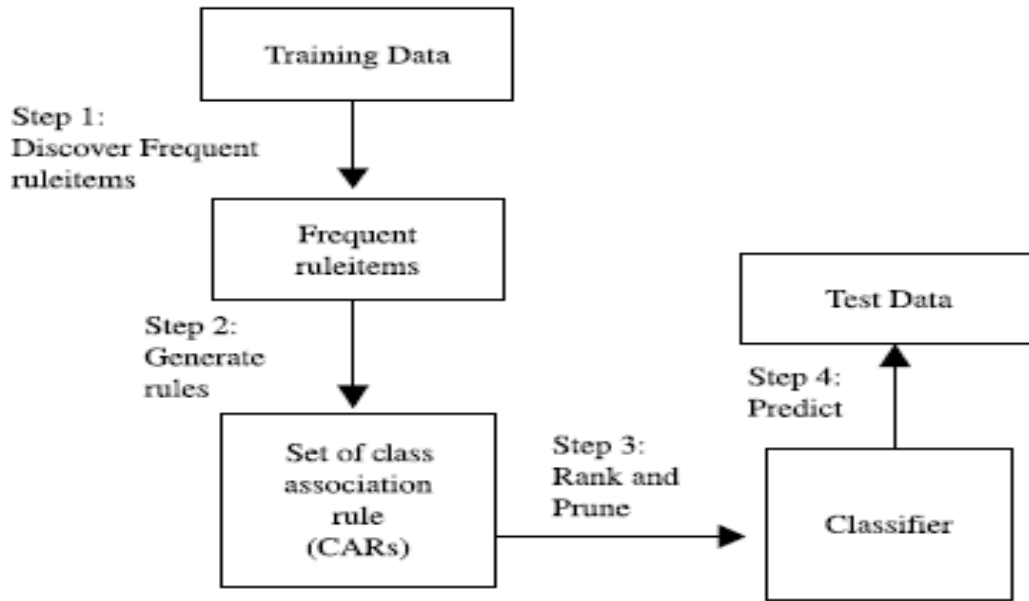 Training Data
Step 1:
Discover Frequent
ruleitems
Frequent
ruleitems
Step 2:
Generate
rules
Set of class
association
rule
(CARs)
Step 3:
Rank and
Prune
Classifier
Step 4:
Predict
Test Data